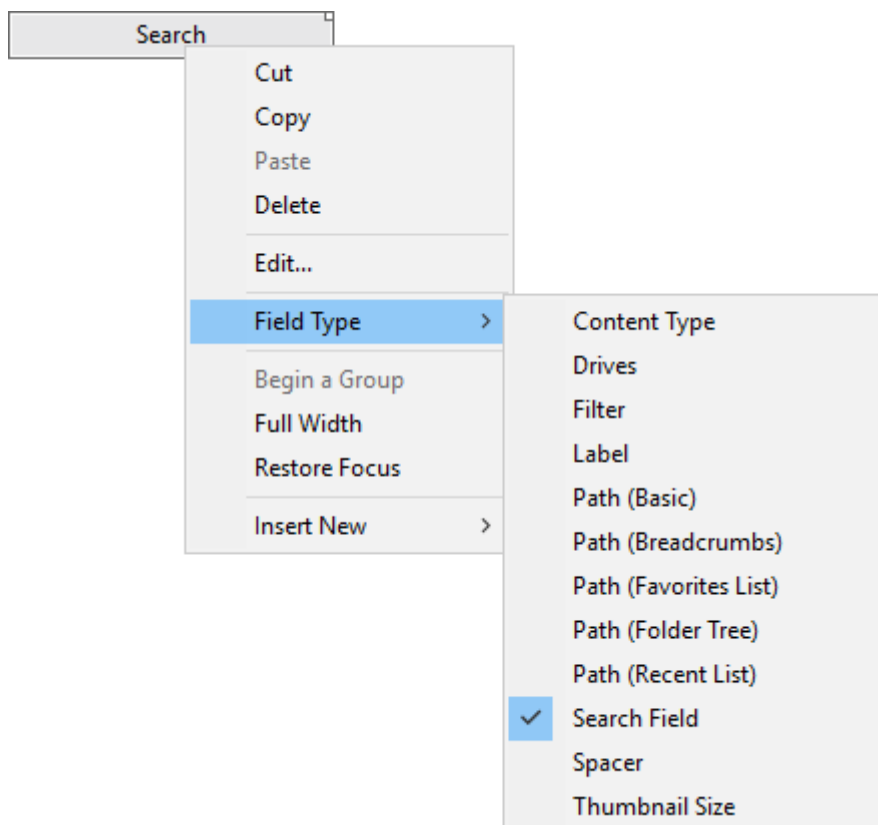 Search
Cut
Copy
Paste
Delete
Edit...
Field Type
Begin a Group
Full Width
Restore Focus
Insert New
Content Type
Drives
Filter
Label
Path (Basic)
Path (Breadcrumbs)
Path (Favorites List)
Path (Folder Tree)
Path (Recent List)
Search Field
Spacer
Thumbnail Size